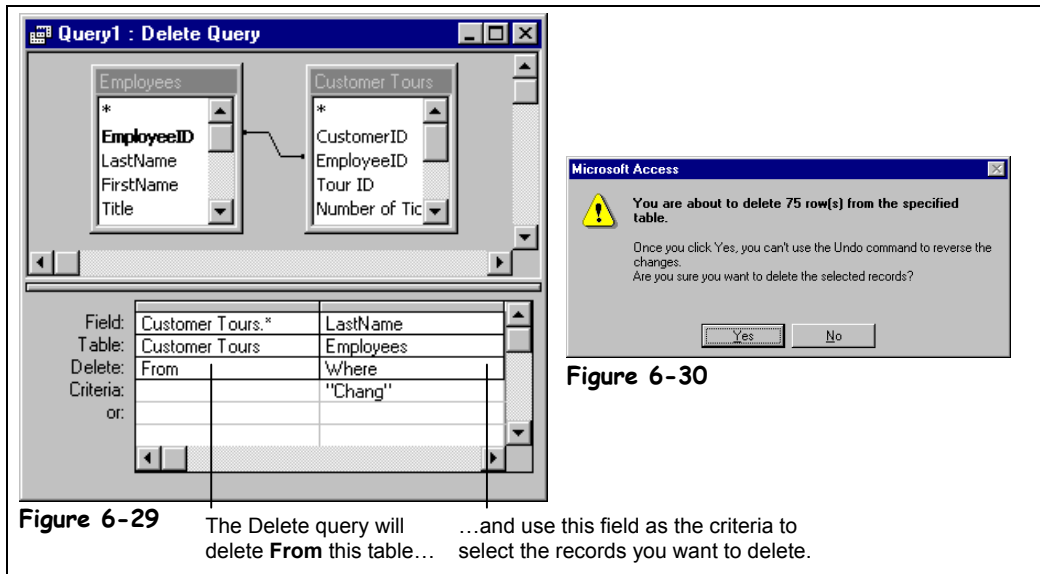 Query1 : Delete Query
Employees
*
EmployeeID
LastName
FirstName
Title
Customer Tours
*
CustomerID
EmployeeID
Tour ID
Number of Tic
Field: Customer Tours.* LastName
Table: Customer Tours Employees
Delete: From Where
Criteria: "Chang"
or:
Figure 6-29
The Delete query will
delete From this table…
…and use this field as the criteria to
select the records you want to delete.
Microsoft Access
You are about to delete 75 row(s) from the specified
table.
Once you click Yes, you can't use the Undo command to reverse the
changes.
Are you sure you want to delete the selected records?
Yes No
Figure 6-30